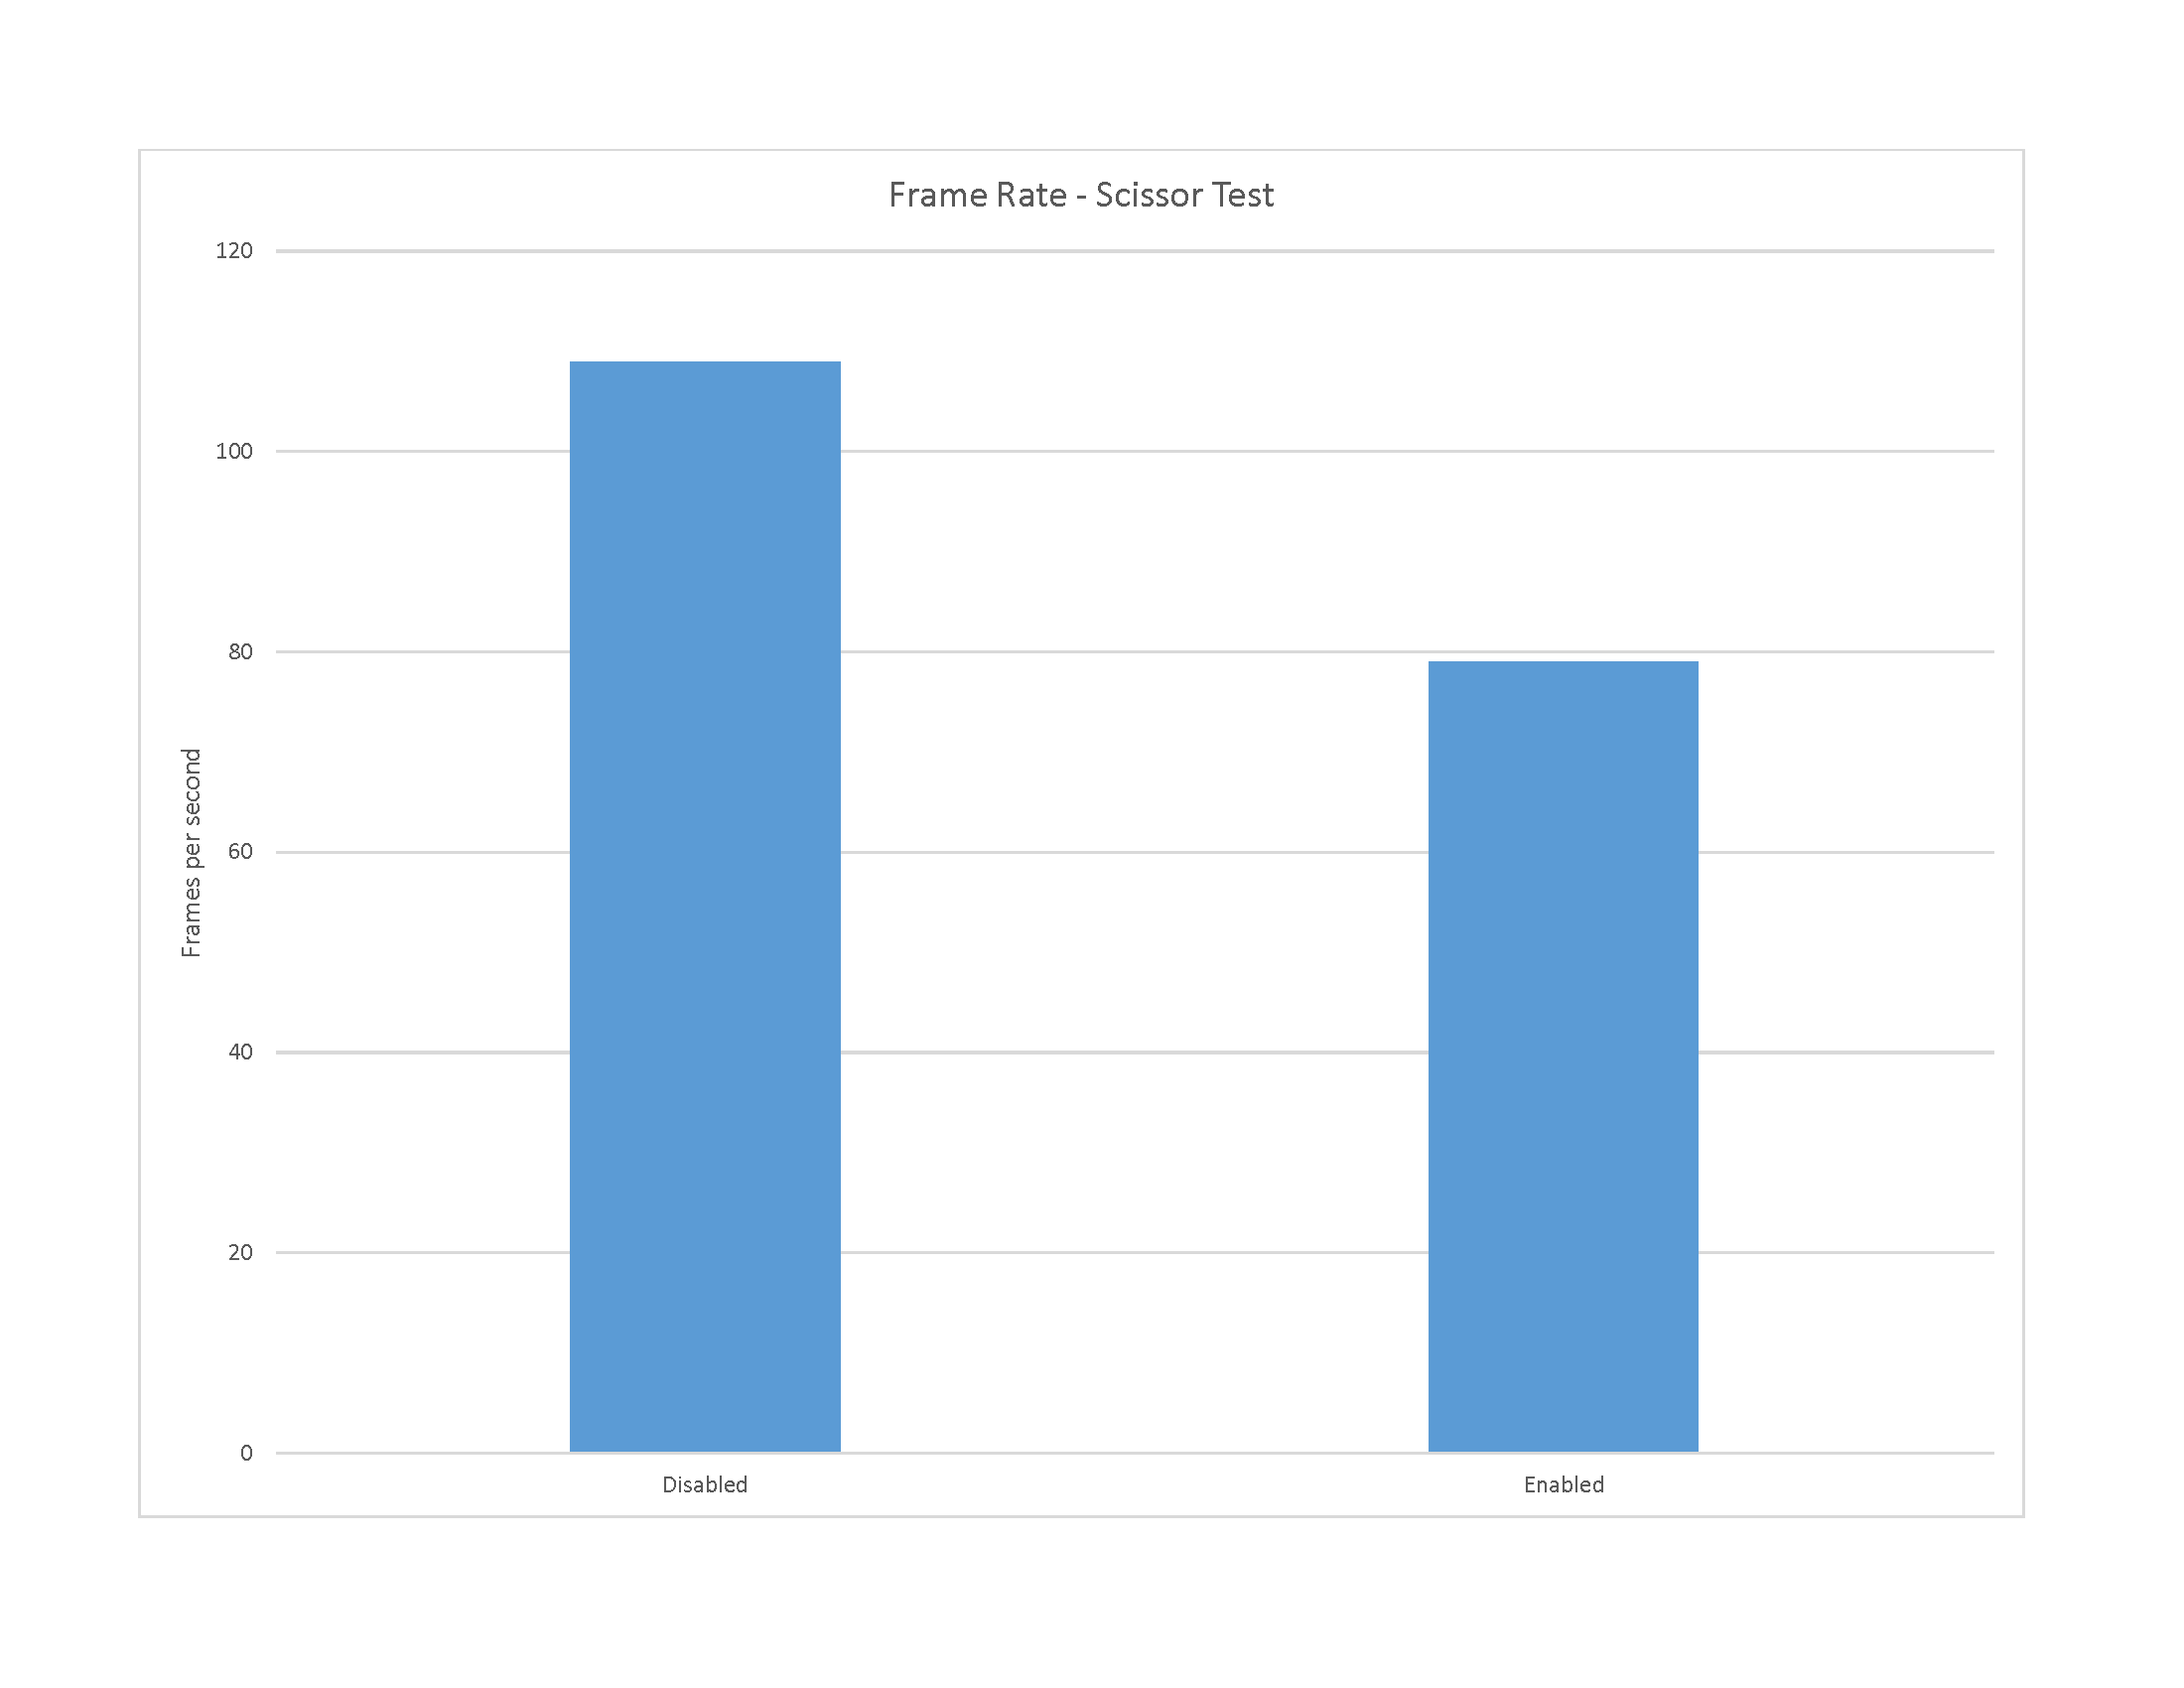 Frame Rate - Scissor Test
120
100
80
60
40
20
0
Frames per second
Disabled
Enabled